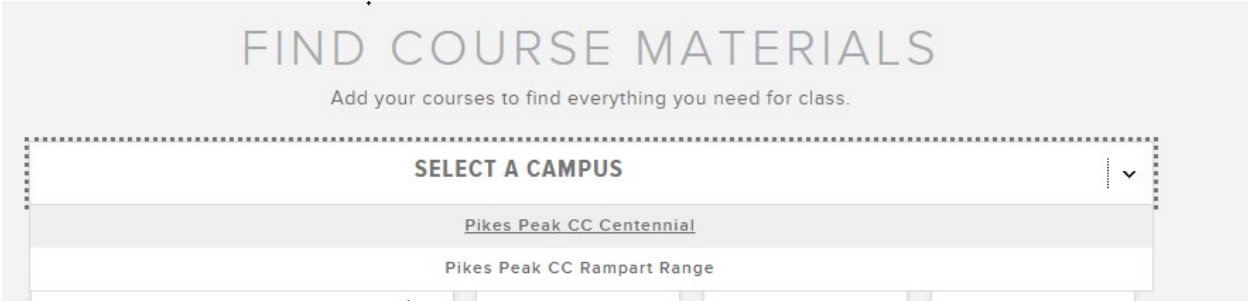 FIND COURSE MATERIALS
Add your courses to find everything you need for class.
SELECT A CAMPUS
Pikes Peak CC Centennial
Pikes Peak CC Rampart Range